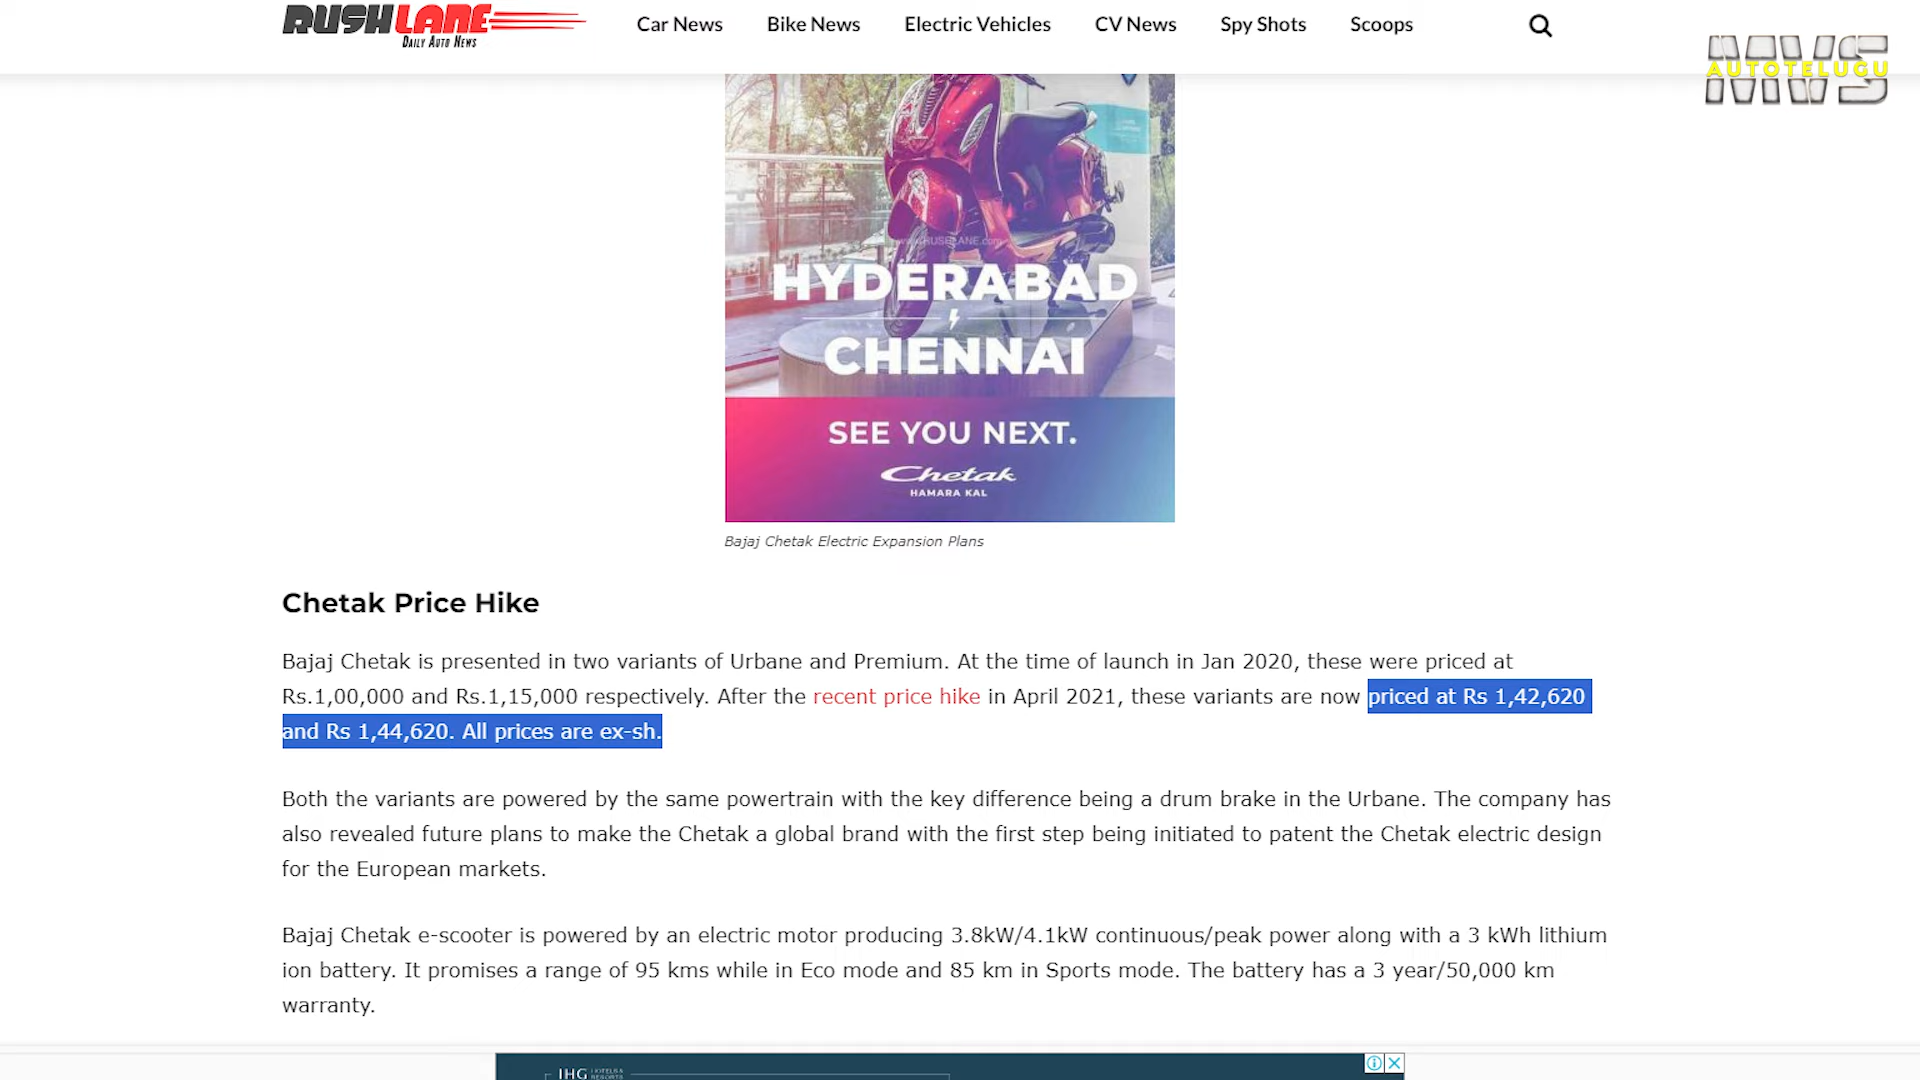 RUSHLANE
DAILY AUTO NEWS
Car News
Bike News
Electric Vehicles
CV News
Spy Shots
Scoops
MVS
AUTOTELUGU
HYDERABAD
CHENNAI
SEE YOU NEXT.
Chetak
HAMARA KAL
Bajaj Chetak Electric Expansion Plans
Chetak Price Hike
Bajaj Chetak is presented in two variants of Urbane and Premium. At the time of launch in Jan 2020, these were priced at
Rs.1,00,000 and Rs.1,15,000 respectively. After the recent price hike in April 2021, these variants are now priced at Rs 1,42,620
and Rs 1,44,620. All prices are ex-sh.
Both the variants are powered by the same powertrain with the key difference being a drum brake in the Urbane. The company has
also revealed future plans to make the Chetak a global brand with the first step being initiated to patent the Chetak electric design
for the European markets.
Bajaj Chetak e-scooter is powered by an electric motor producing 3.8kW/4.1kW continuous/peak power along with a 3 kWh lithium
ion battery. It promises a range of 95 kms while in Eco mode and 85 km in Sports mode. The battery has a 3 year/50,000 km
warranty.
IHG HOTELS & RESORTS